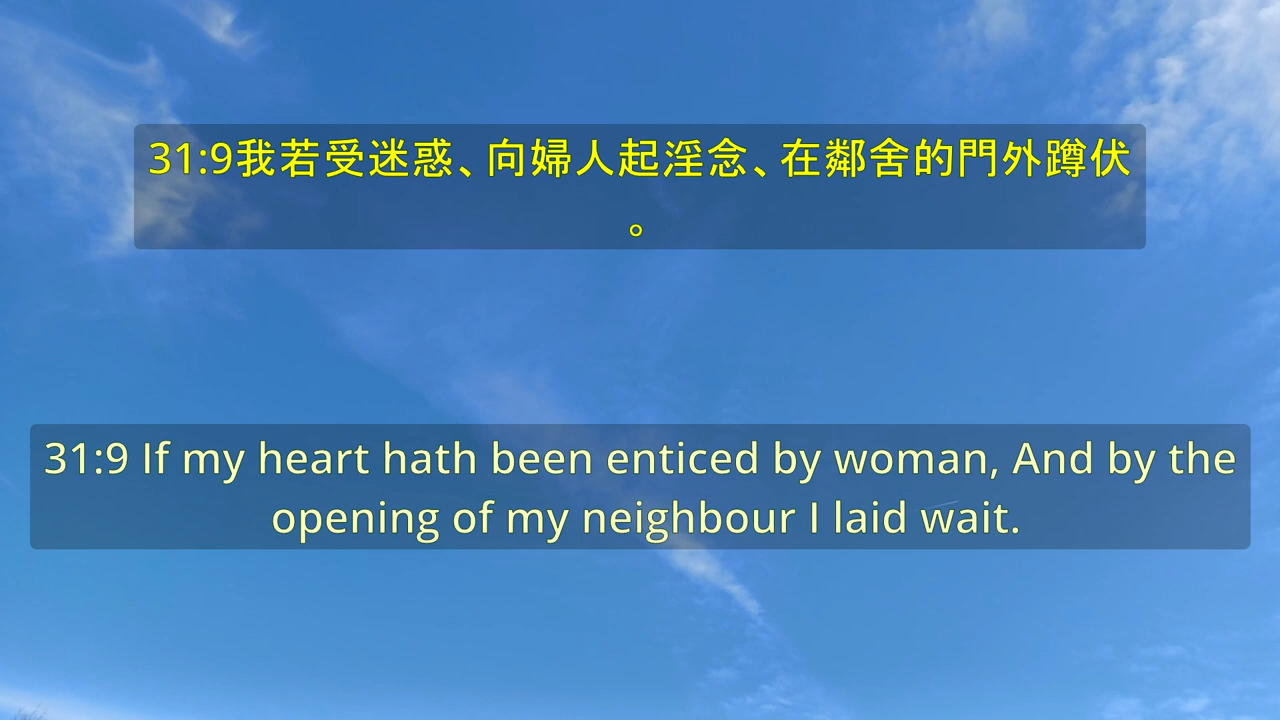 31:9我若受迷惑、向婦人起淫念、在鄰舍的門外蹲伏
。
31:9 If my heart hath been enticed by woman, And by the
opening of my neighbour I laid wait.